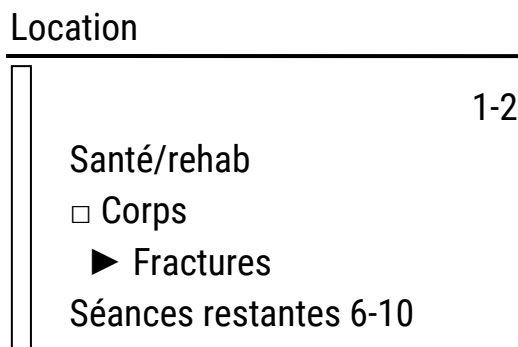 Location
1-2
Santé/rehab
□ Corps
► Fractures
Séances restantes 6-10